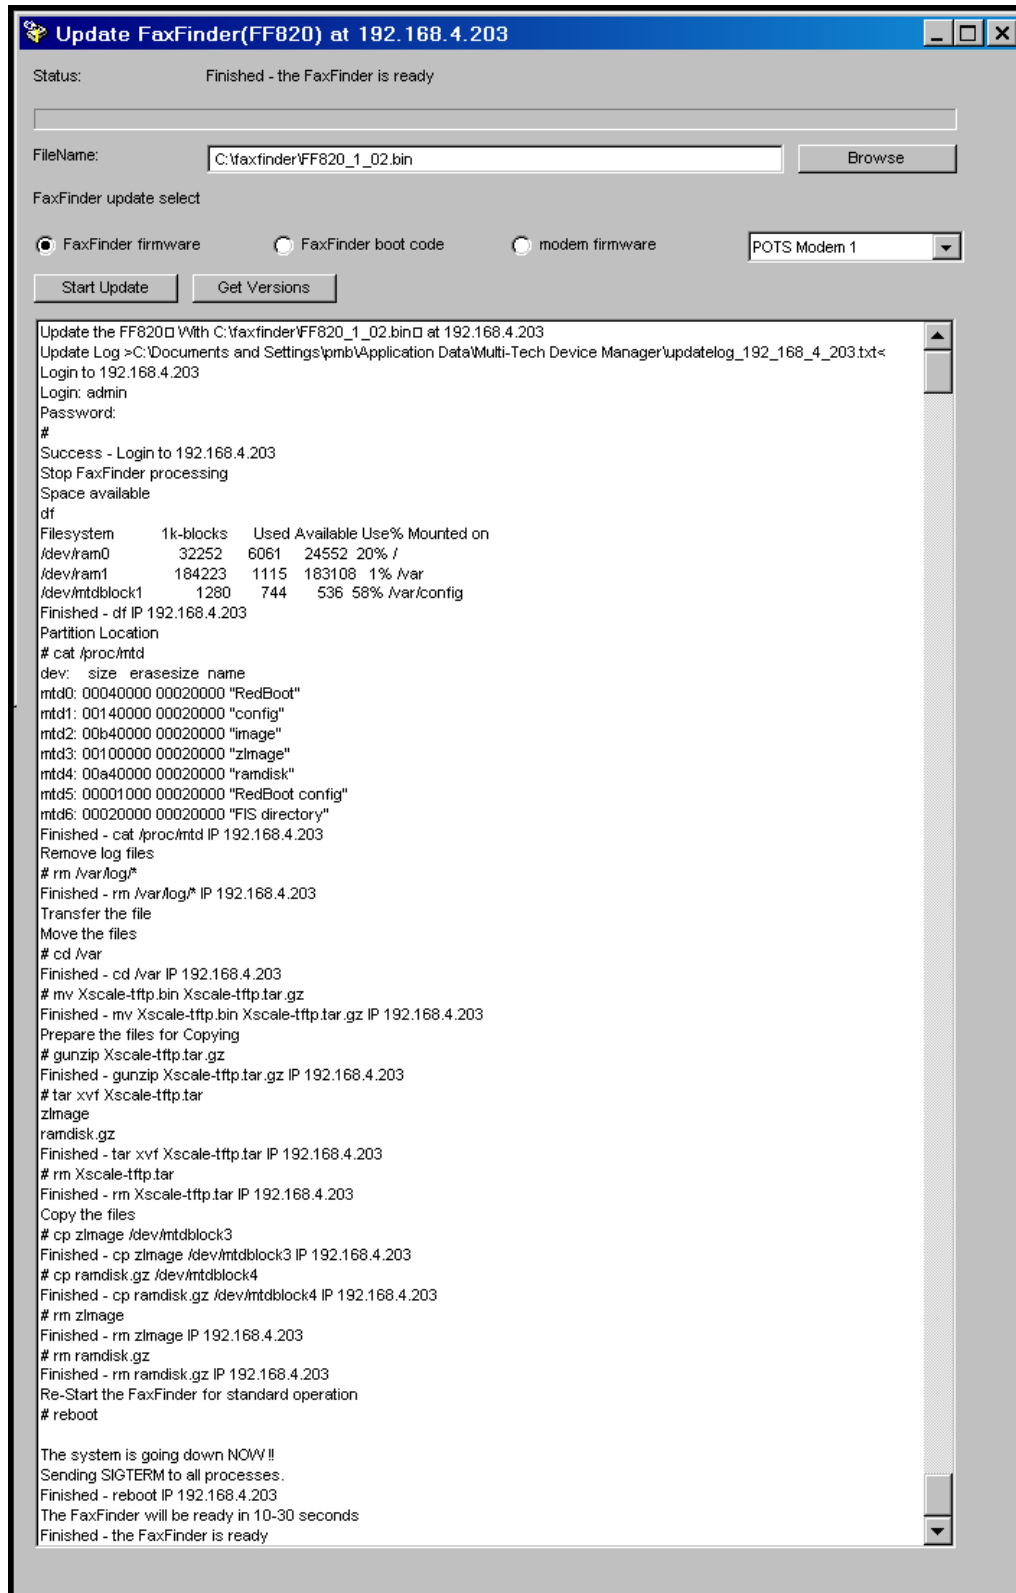 Update FaxFinder(FF820) at 192.168.4.203
Status: Finished - the FaxFinder is ready
FileName: C:\faxfinder\FF820_1_02.bin Browse
FaxFinder update select
FaxFinder firmware FaxFinder boot code modem firmware POTS Modem 1
Start Update Get Versions
Update the FF820□ With C:\faxfinder\FF820_1_02.bin□ at 192.168.4.203
Update Log >C:\Documents and Settings\pmb\Application Data\Multi-Tech Device Manager\updatelog_192_168_4_203.txt<
Login to 192.168.4.203
Login: admin
Password:
#
Success - Login to 192.168.4.203
Stop FaxFinder processing
Space available
df
Filesystem 1k-blocks Used Available Use% Mounted on
/dev/ram0 32252 6061 24552 20% /
/dev/ram1 184223 1115 183108 1% /var
/dev/mtdblock1 1280 744 536 58% /var/config
Finished - df IP 192.168.4.203
Partition Location
# cat /proc/mtd
dev: size erasesize name
mtd0: 00040000 00020000 "RedBoot"
mtd1: 00140000 00020000 "config"
mtd2: 00b40000 00020000 "image"
mtd3: 00100000 00020000 "zImage"
mtd4: 00a40000 00020000 "ramdisk"
mtd5: 00001000 00020000 "RedBoot config"
mtd6: 00020000 00020000 "FIS directory"
Finished - cat /proc/mtd IP 192.168.4.203
Remove log files
# rm /var/log/*
Finished - rm /var/log/* IP 192.168.4.203
Transfer the file
Move the files
# cd /var
Finished - cd /var IP 192.168.4.203
# mv Xscale-tftp.bin Xscale-tftp.tar.gz
Finished - mv Xscale-tftp.bin Xscale-tftp.tar.gz IP 192.168.4.203
Prepare the files for Copying
# gunzip Xscale-tftp.tar.gz
Finished - gunzip Xscale-tftp.tar.gz IP 192.168.4.203
# tar xvf Xscale-tftp.tar
zImage
ramdisk.gz
Finished - tar xvf Xscale-tftp.tar IP 192.168.4.203
# rm Xscale-tftp.tar
Finished - rm Xscale-tftp.tar IP 192.168.4.203
Copy the files
# cp zImage /dev/mtdblock3
Finished - cp zImage /dev/mtdblock3 IP 192.168.4.203
# cp ramdisk.gz /dev/mtdblock4
Finished - cp ramdisk.gz /dev/mtdblock4 IP 192.168.4.203
# rm zImage
Finished - rm zImage IP 192.168.4.203
# rm ramdisk.gz
Finished - rm ramdisk.gz IP 192.168.4.203
Re-Start the FaxFinder for standard operation
# reboot
The system is going down NOW !!
Sending SIGTERM to all processes.
Finished - reboot IP 192.168.4.203
The FaxFinder will be ready in 10-30 seconds
Finished - the FaxFinder is ready